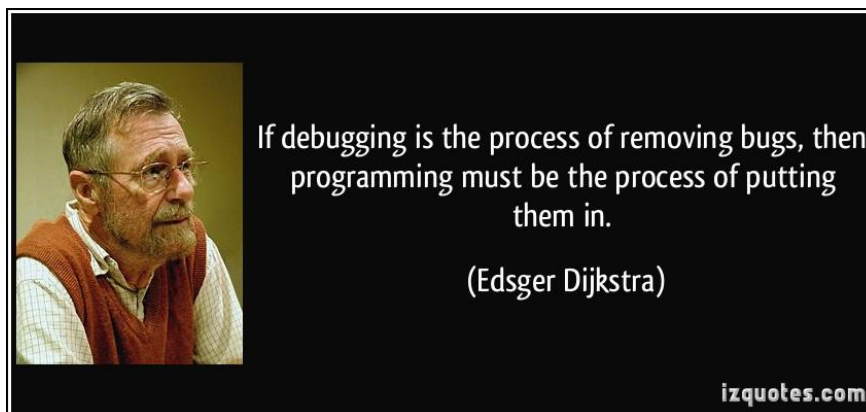 If debugging is the process of removing bugs, then
programming must be the process of putting
them in.
(Edsger Dijkstra)
izquotes.com